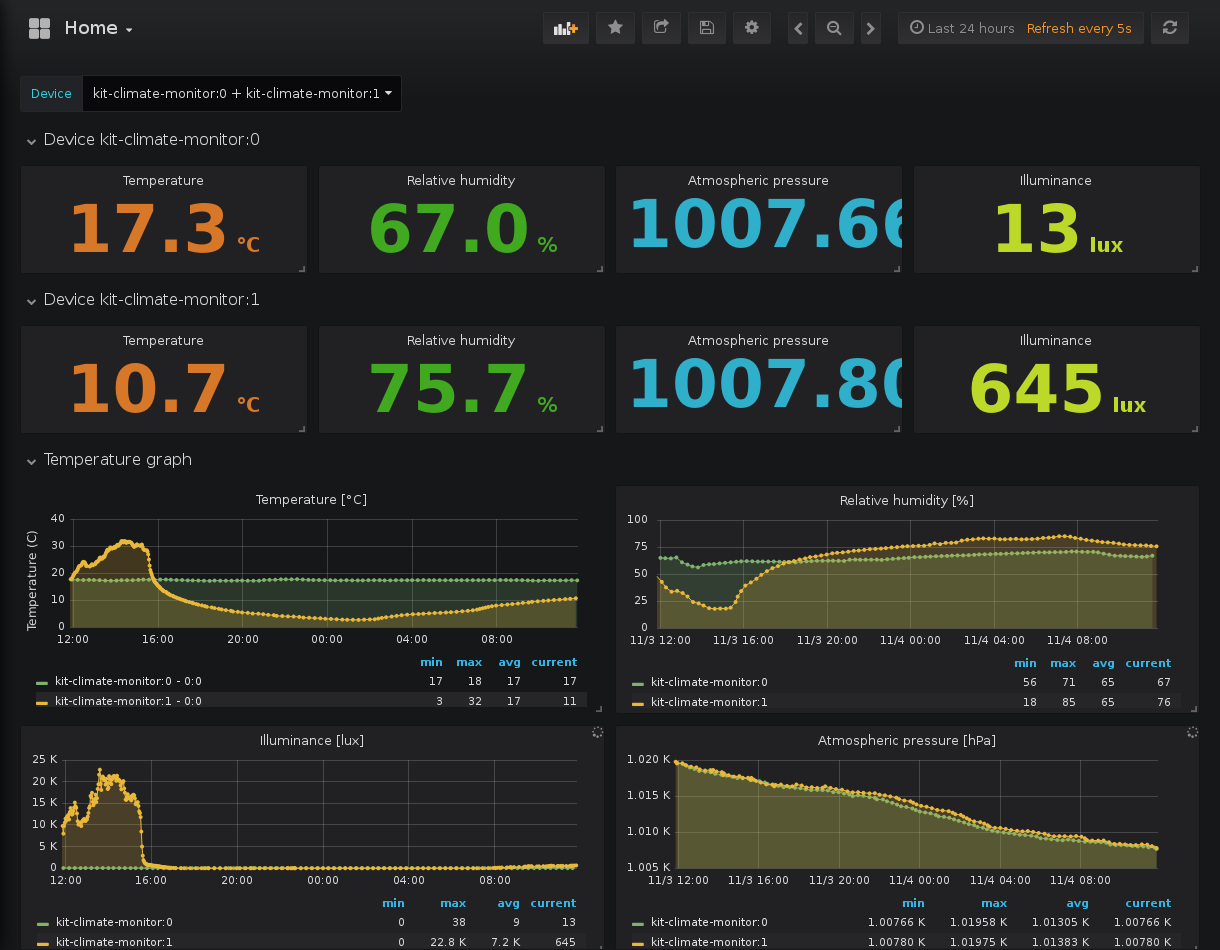 Home
Last 24 hours Refresh every 5s
Device kit-climate-monitor:0 + kit-climate-monitor:1
Device kit-climate-monitor:0
Temperature Relative humidity Atmospheric pressure Illuminance
17.3 °C 67.0 % 1007.66 13 lux
Device kit-climate-monitor:1
Temperature Relative humidity Atmospheric pressure Illuminance
10.7 °C 75.7 % 1007.80 645 lux
Temperature graph
Temperature [°C]
Temperature (C)
40
30
20
10
0
12:00 16:00 20:00 00:00 04:00 08:00
min max avg current
kit-climate-monitor:0 - 0:0 17 18 17 17
kit-climate-monitor:1 - 0:0 3 32 17 11
Relative humidity [%]
100
75
50
25
0
11/3 12:00 11/3 16:00 11/3 20:00 11/4 00:00 11/4 04:00 11/4 08:00
min max avg current
kit-climate-monitor:0 56 71 65 67
kit-climate-monitor:1 18 85 65 76
Illuminance [lux]
25 K
20 K
15 K
10 K
5 K
0
12:00 16:00 20:00 00:00 04:00 08:00
min max avg current
kit-climate-monitor:0 0 38 9 13
kit-climate-monitor:1 0 22.8 K 7.2 K 645
Atmospheric pressure [hPa]
1.020 K
1.015 K
1.010 K
1.005 K
11/3 12:00 11/3 16:00 11/3 20:00 11/4 00:00 11/4 04:00 11/4 08:00
min max avg current
kit-climate-monitor:0 1.00766 K 1.01958 K 1.01305 K 1.00766 K
kit-climate-monitor:1 1.00780 K 1.01975 K 1.01383 K 1.00780 K